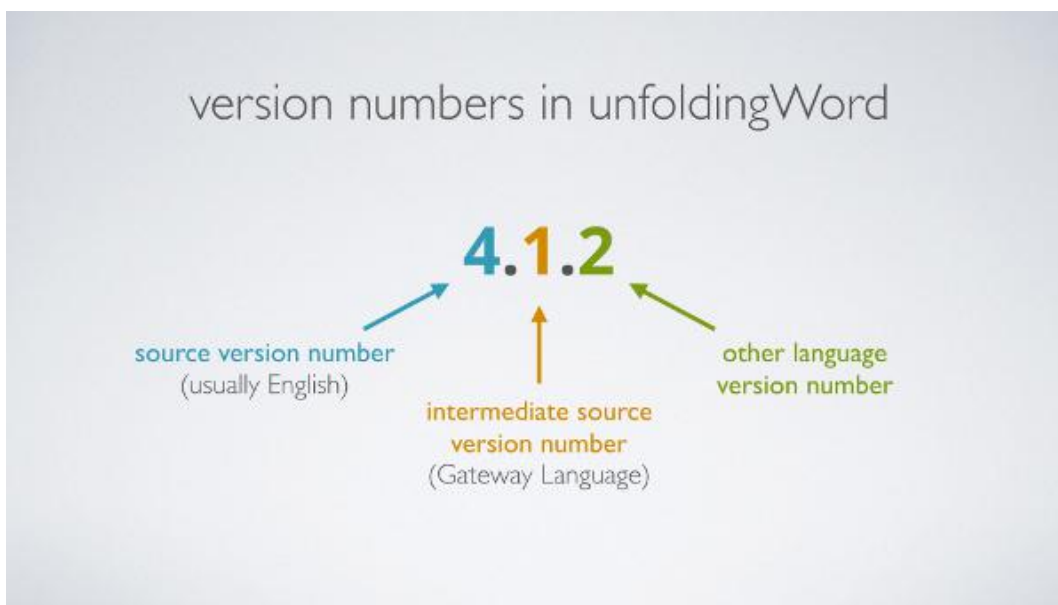 version numbers in unfoldingWord
4.1.2
source version number
(usually English)
intermediate source
version number
(Gateway Language)
other language
version number